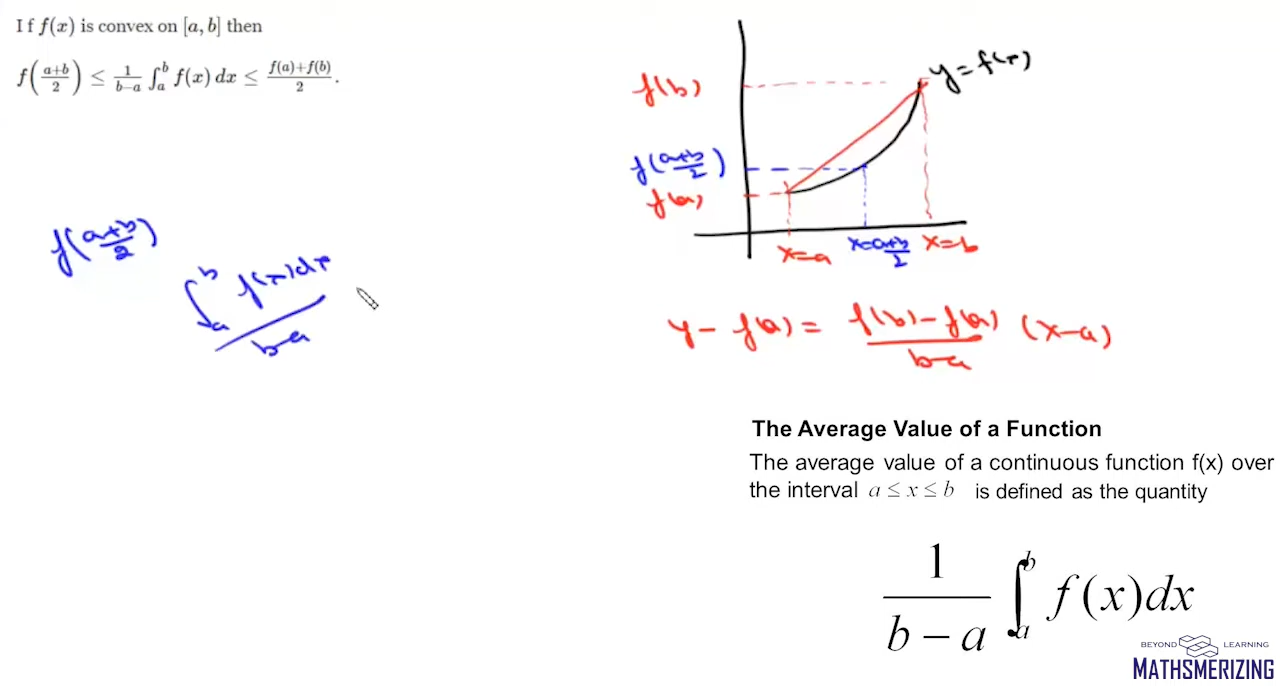 I f f(x) is convex on [a, b] then
f((a+b)/2) ≤ 1/(b−a) ∫_a^b f(x) dx ≤ (f(a)+f(b))/2.
f((a+b)/2)
∫_a^b f(x)dx
b-a
y=f(x)
f(b)
f((a+b)/2)
f(a)
x=a
x=(a+b)/2
x=b
y - f(a) = (f(b) - f(a))/(b-a) (x-a)
The Average Value of a Function
The average value of a continuous function f(x) over
the interval a ≤ x ≤ b is defined as the quantity
1/(b − a) ∫_a^b f(x)dx
BEYOND LEARNING
MATHSMERIZING